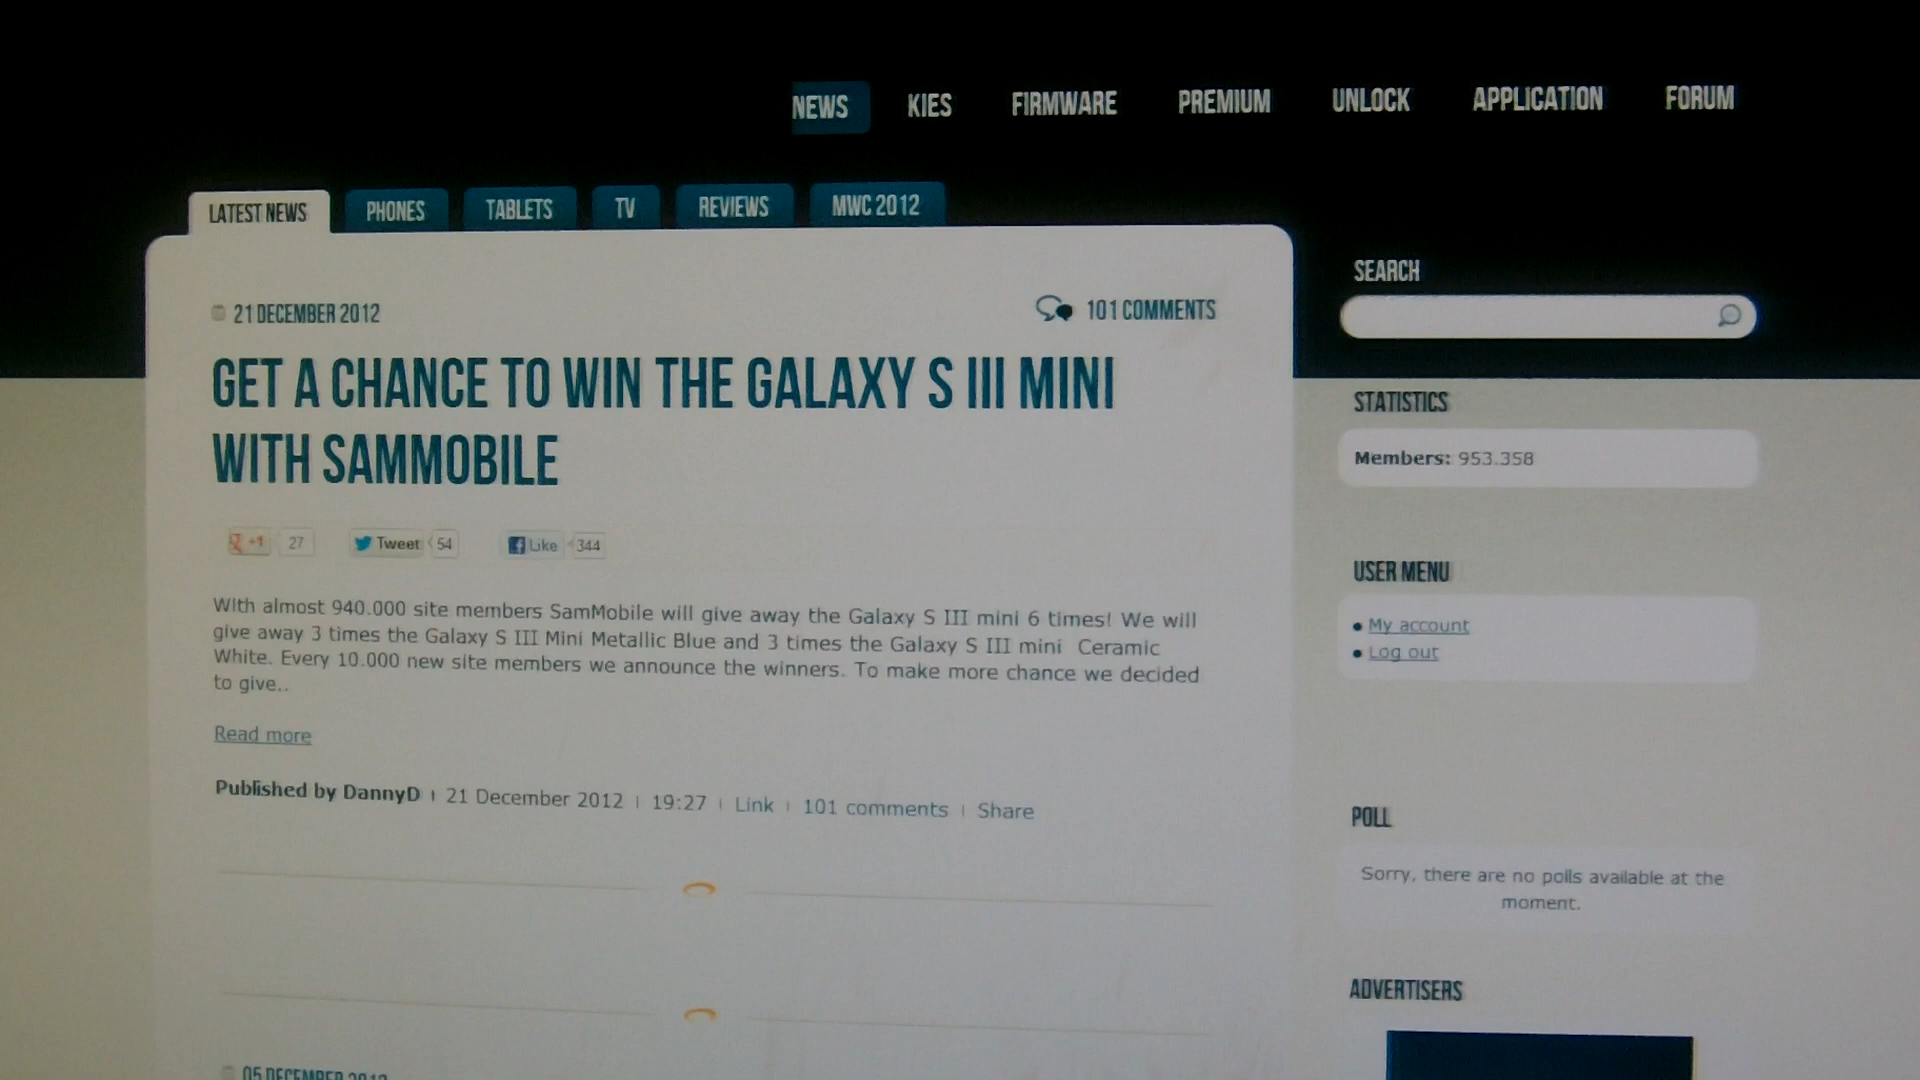 NEWS KIES FIRMWARE PREMIUM UNLOCK APPLICATION FORUM
LATEST NEWS PHONES TABLETS TV REVIEWS MWC 2012
21 DECEMBER 2012 101 COMMENTS
GET A CHANCE TO WIN THE GALAXY S III MINI
WITH SAMMOBILE
+1 27 Tweet 54 Like 344
With almost 940.000 site members SamMobile will give away the Galaxy S III mini 6 times! We will
give away 3 times the Galaxy S III Mini Metallic Blue and 3 times the Galaxy S III mini Ceramic
White. Every 10.000 new site members we announce the winners. To make more chance we decided
to give..
Read more
Published by DannyD | 21 December 2012 | 19:27 | Link | 101 comments | Share
05 DECEMBER 2012
SEARCH
STATISTICS
Members: 953.358
USER MENU
My account
Log out
POLL
Sorry, there are no polls available at the
moment.
ADVERTISERS